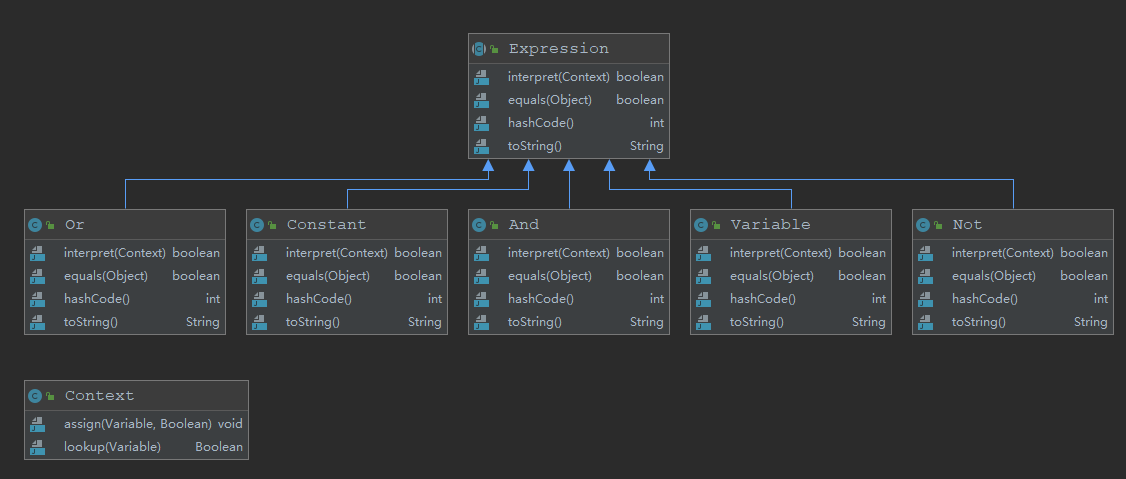 Expression
interpret(Context) boolean
equals(Object) boolean
hashCode() int
toString() String
Or
interpret(Context) boolean
equals(Object) boolean
hashCode() int
toString() String
Constant
interpret(Context) boolean
equals(Object) boolean
hashCode() int
toString() String
And
interpret(Context) boolean
equals(Object) boolean
hashCode() int
toString() String
Variable
interpret(Context) boolean
equals(Object) boolean
hashCode() int
toString() String
Not
interpret(Context) boolean
equals(Object) boolean
hashCode() int
toString() String
Context
assign(Variable, Boolean) void
lookup(Variable) Boolean